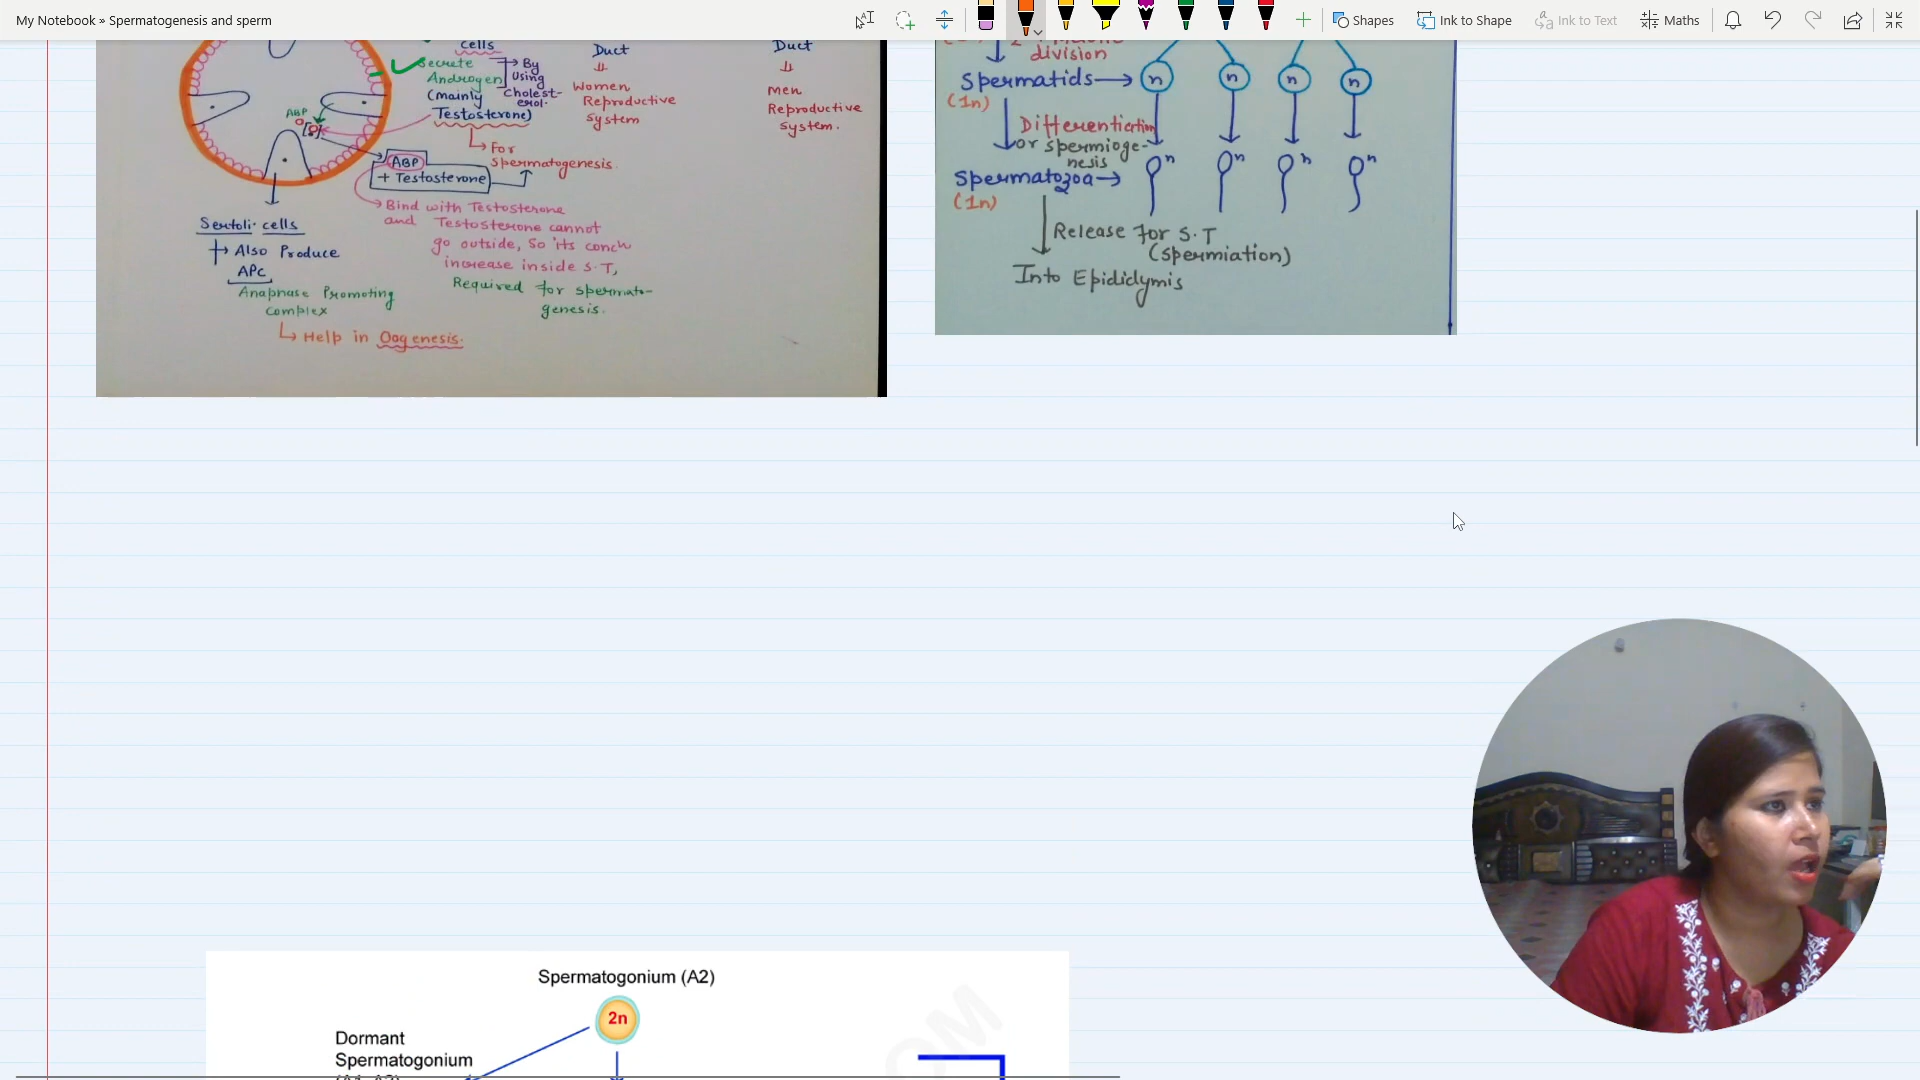 My Notebook » Spermatogenesis and sperm
Shapes
Ink to Shape
Ink to Text
Maths
cells
Secrete
Androgen
(mainly
Testosterone)
By
Using
Cholest-
erol.
For
Spermatogenesis.
Duct
Women
Reproductive
system
Duct
Men
Reproductive
system.
ABP
ABP
+ Testosterone
Bind with Testosterone
and Testosterone cannot
go outside, So its concn
increase inside S.T,
Required for spermato-
genesis.
Sertoli cells
Also Produce
APC
Anaphase Promoting
complex
Help in Oogenesis.
division
Spermatids
(1n)
n
n
n
n
Differentiation
or spermioge-
nesis
Spermatozoa
(1n)
n
n
n
n
Release for S.T
(Spermiation)
Into Epididymis
Spermatogonium (A2)
2n
Dormant
Spermatogonium